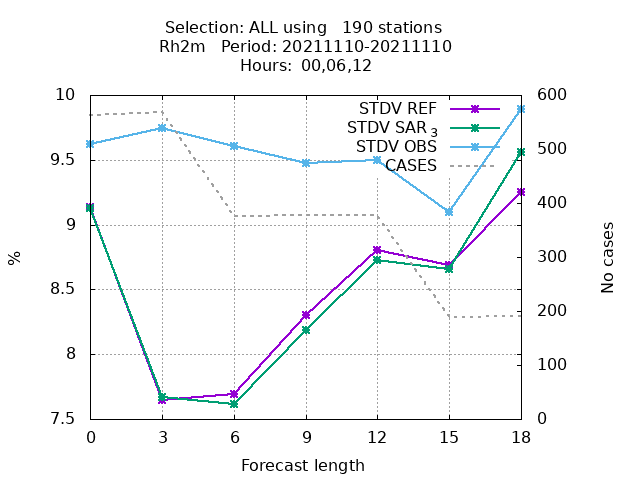 Selection: ALL using   190 stations
Rh2m   Period: 20211110-20211110
Hours: 00,06,12
STDV REF
STDV SAR 3
STDV OBS
CASES
10
9.5
9
8.5
8
7.5
%
600
500
400
300
200
100
0
No cases
0 3 6 9 12 15 18
Forecast length